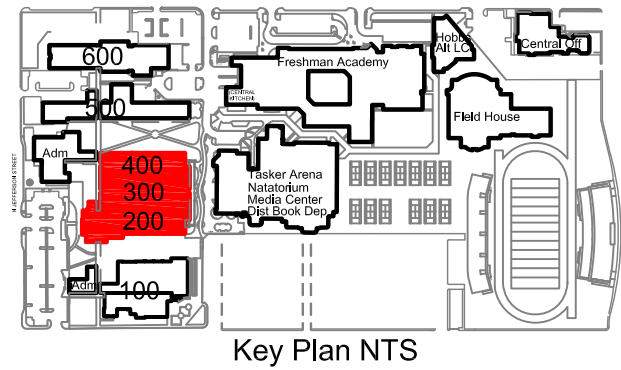 600
500
Adm
400
300
200
Adm
100
N JEFFERSON STREET
Freshman Academy
(CENTRAL
KITCHEN)
Hobbs
Alt LC
Central Off
Field House
Tasker Arena
Natatorium
Media Center
Dist Book Dep
Key Plan NTS